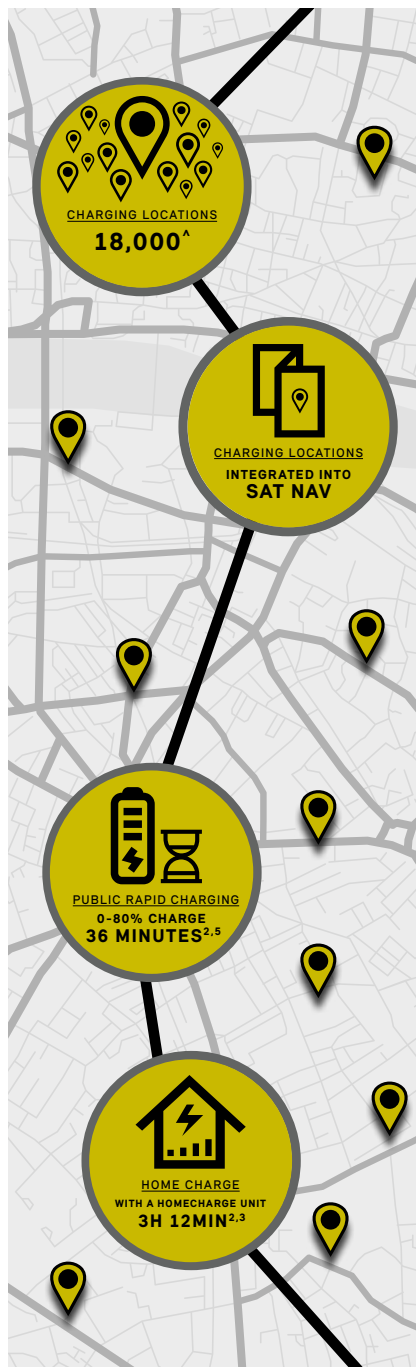 CHARGING LOCATIONS
18,000^
CHARGING LOCATIONS
INTEGRATED INTO
SAT NAV
PUBLIC RAPID CHARGING
0-80% CHARGE
36 MINUTES2,5
HOME CHARGE
WITH A HOMECHARGE UNIT
3H 12MIN2,3